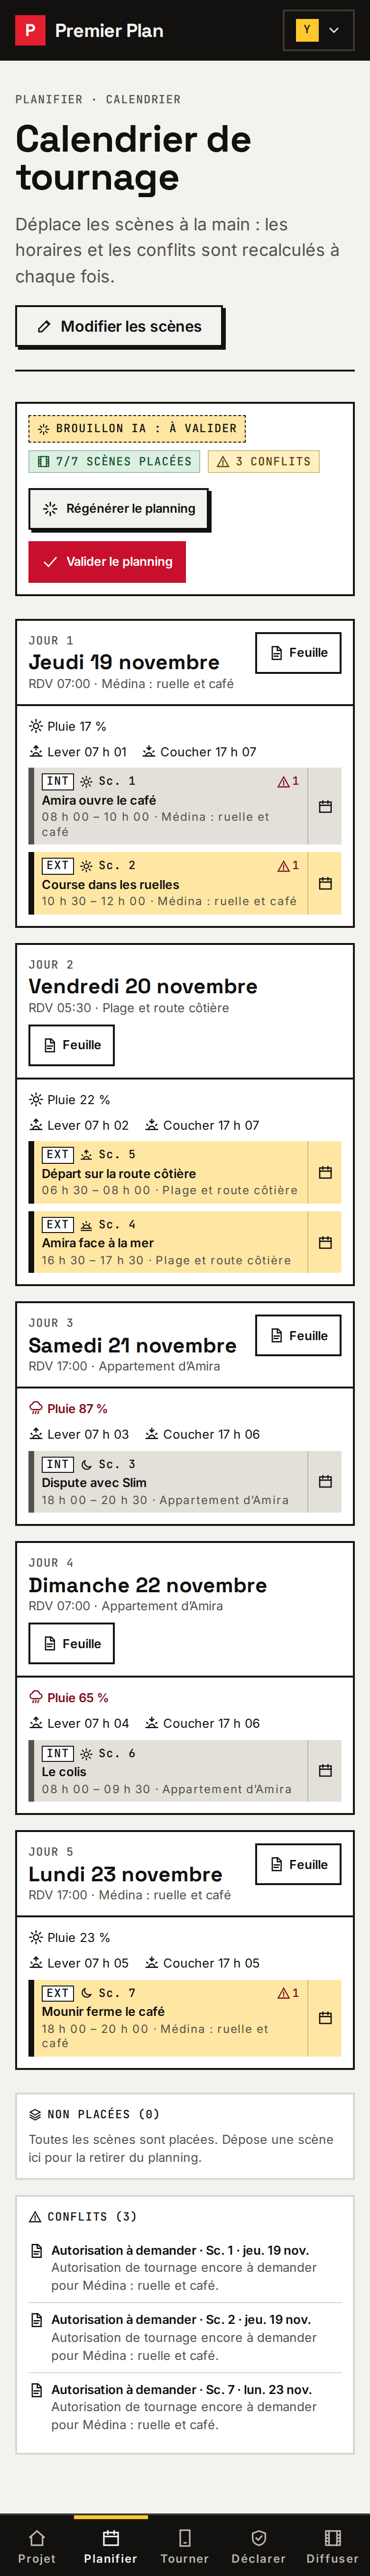 P Premier Plan Y
PLANIFIER · CALENDRIER
Calendrier de
tournage
Déplace les scènes à la main : les
horaires et les conflits sont recalculés à
chaque fois.
Modifier les scènes
BROUILLON IA : À VALIDER
7/7 SCÈNES PLACÉES 3 CONFLITS
Régénérer le planning
Valider le planning
JOUR 1
Jeudi 19 novembre
RDV 07:00 · Médina : ruelle et café
Feuille
Pluie 17 %
Lever 07 h 01 Coucher 17 h 07
INT Sc. 1 1
Amira ouvre le café
08 h 00 – 10 h 00 · Médina : ruelle et
café
EXT Sc. 2 1
Course dans les ruelles
10 h 30 – 12 h 00 · Médina : ruelle et café
JOUR 2
Vendredi 20 novembre
RDV 05:30 · Plage et route côtière
Feuille
Pluie 22 %
Lever 07 h 02 Coucher 17 h 07
EXT Sc. 5
Départ sur la route côtière
06 h 30 – 08 h 00 · Plage et route côtière
EXT Sc. 4
Amira face à la mer
16 h 30 – 17 h 30 · Plage et route côtière
JOUR 3
Samedi 21 novembre
RDV 17:00 · Appartement d’Amira
Feuille
Pluie 87 %
Lever 07 h 03 Coucher 17 h 06
INT Sc. 3
Dispute avec Slim
18 h 00 – 20 h 30 · Appartement d’Amira
JOUR 4
Dimanche 22 novembre
RDV 07:00 · Appartement d’Amira
Feuille
Pluie 65 %
Lever 07 h 04 Coucher 17 h 06
INT Sc. 6
Le colis
08 h 00 – 09 h 30 · Appartement d’Amira
JOUR 5
Lundi 23 novembre
RDV 17:00 · Médina : ruelle et café
Feuille
Pluie 23 %
Lever 07 h 05 Coucher 17 h 05
EXT Sc. 7 1
Mounir ferme le café
18 h 00 – 20 h 00 · Médina : ruelle et
café
NON PLACÉES (0)
Toutes les scènes sont placées. Dépose une scène
ici pour la retirer du planning.
CONFLITS (3)
Autorisation à demander · Sc. 1 · jeu. 19 nov.
Autorisation de tournage encore à demander
pour Médina : ruelle et café.
Autorisation à demander · Sc. 2 · jeu. 19 nov.
Autorisation de tournage encore à demander
pour Médina : ruelle et café.
Autorisation à demander · Sc. 7 · lun. 23 nov.
Autorisation de tournage encore à demander
pour Médina : ruelle et café.
Projet Planifier Tourner Déclarer Diffuser